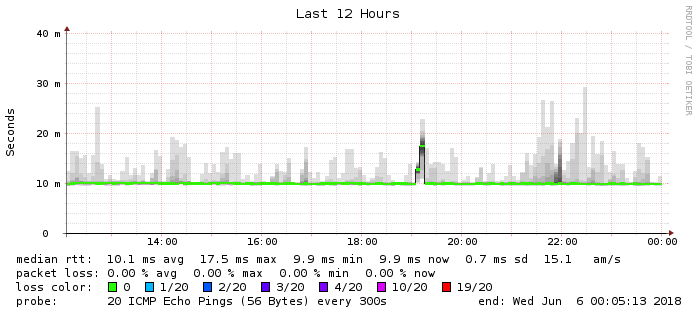 Last 12 Hours
RRDTOOL / TOBI OETIKER
Seconds
40 m
30 m
20 m
10 m
0
14:00 16:00 18:00 20:00 22:00 00:00
median rtt: 10.1 ms avg 17.5 ms max 9.9 ms min 9.9 ms now 0.7 ms sd 15.1 am/s
packet loss: 0.00 % avg 0.00 % max 0.00 % min 0.00 % now
loss color: 0 1/20 2/20 3/20 4/20 10/20 19/20
probe: 20 ICMP Echo Pings (56 Bytes) every 300s end: Wed Jun 6 00:05:13 2018